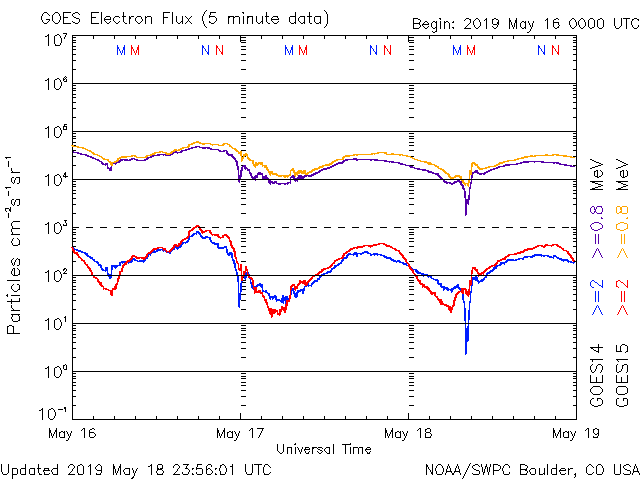 GOES Electron Flux (5 minute data)
Begin: 2019 May 16 0000 UTC
10⁷
10⁶
10⁵
10⁴
10³
10²
10¹
10⁰
10⁻¹
M M N N M M N N M M N N
Particles cm⁻²s⁻¹sr⁻¹
May 16 May 17 May 18 May 19
Universal Time
GOES14 >=2 >=0.8 MeV
GOES15 >=2 >=0.8 MeV
Updated 2019 May 18 23:56:01 UTC
NOAA/SWPC Boulder, CO USA